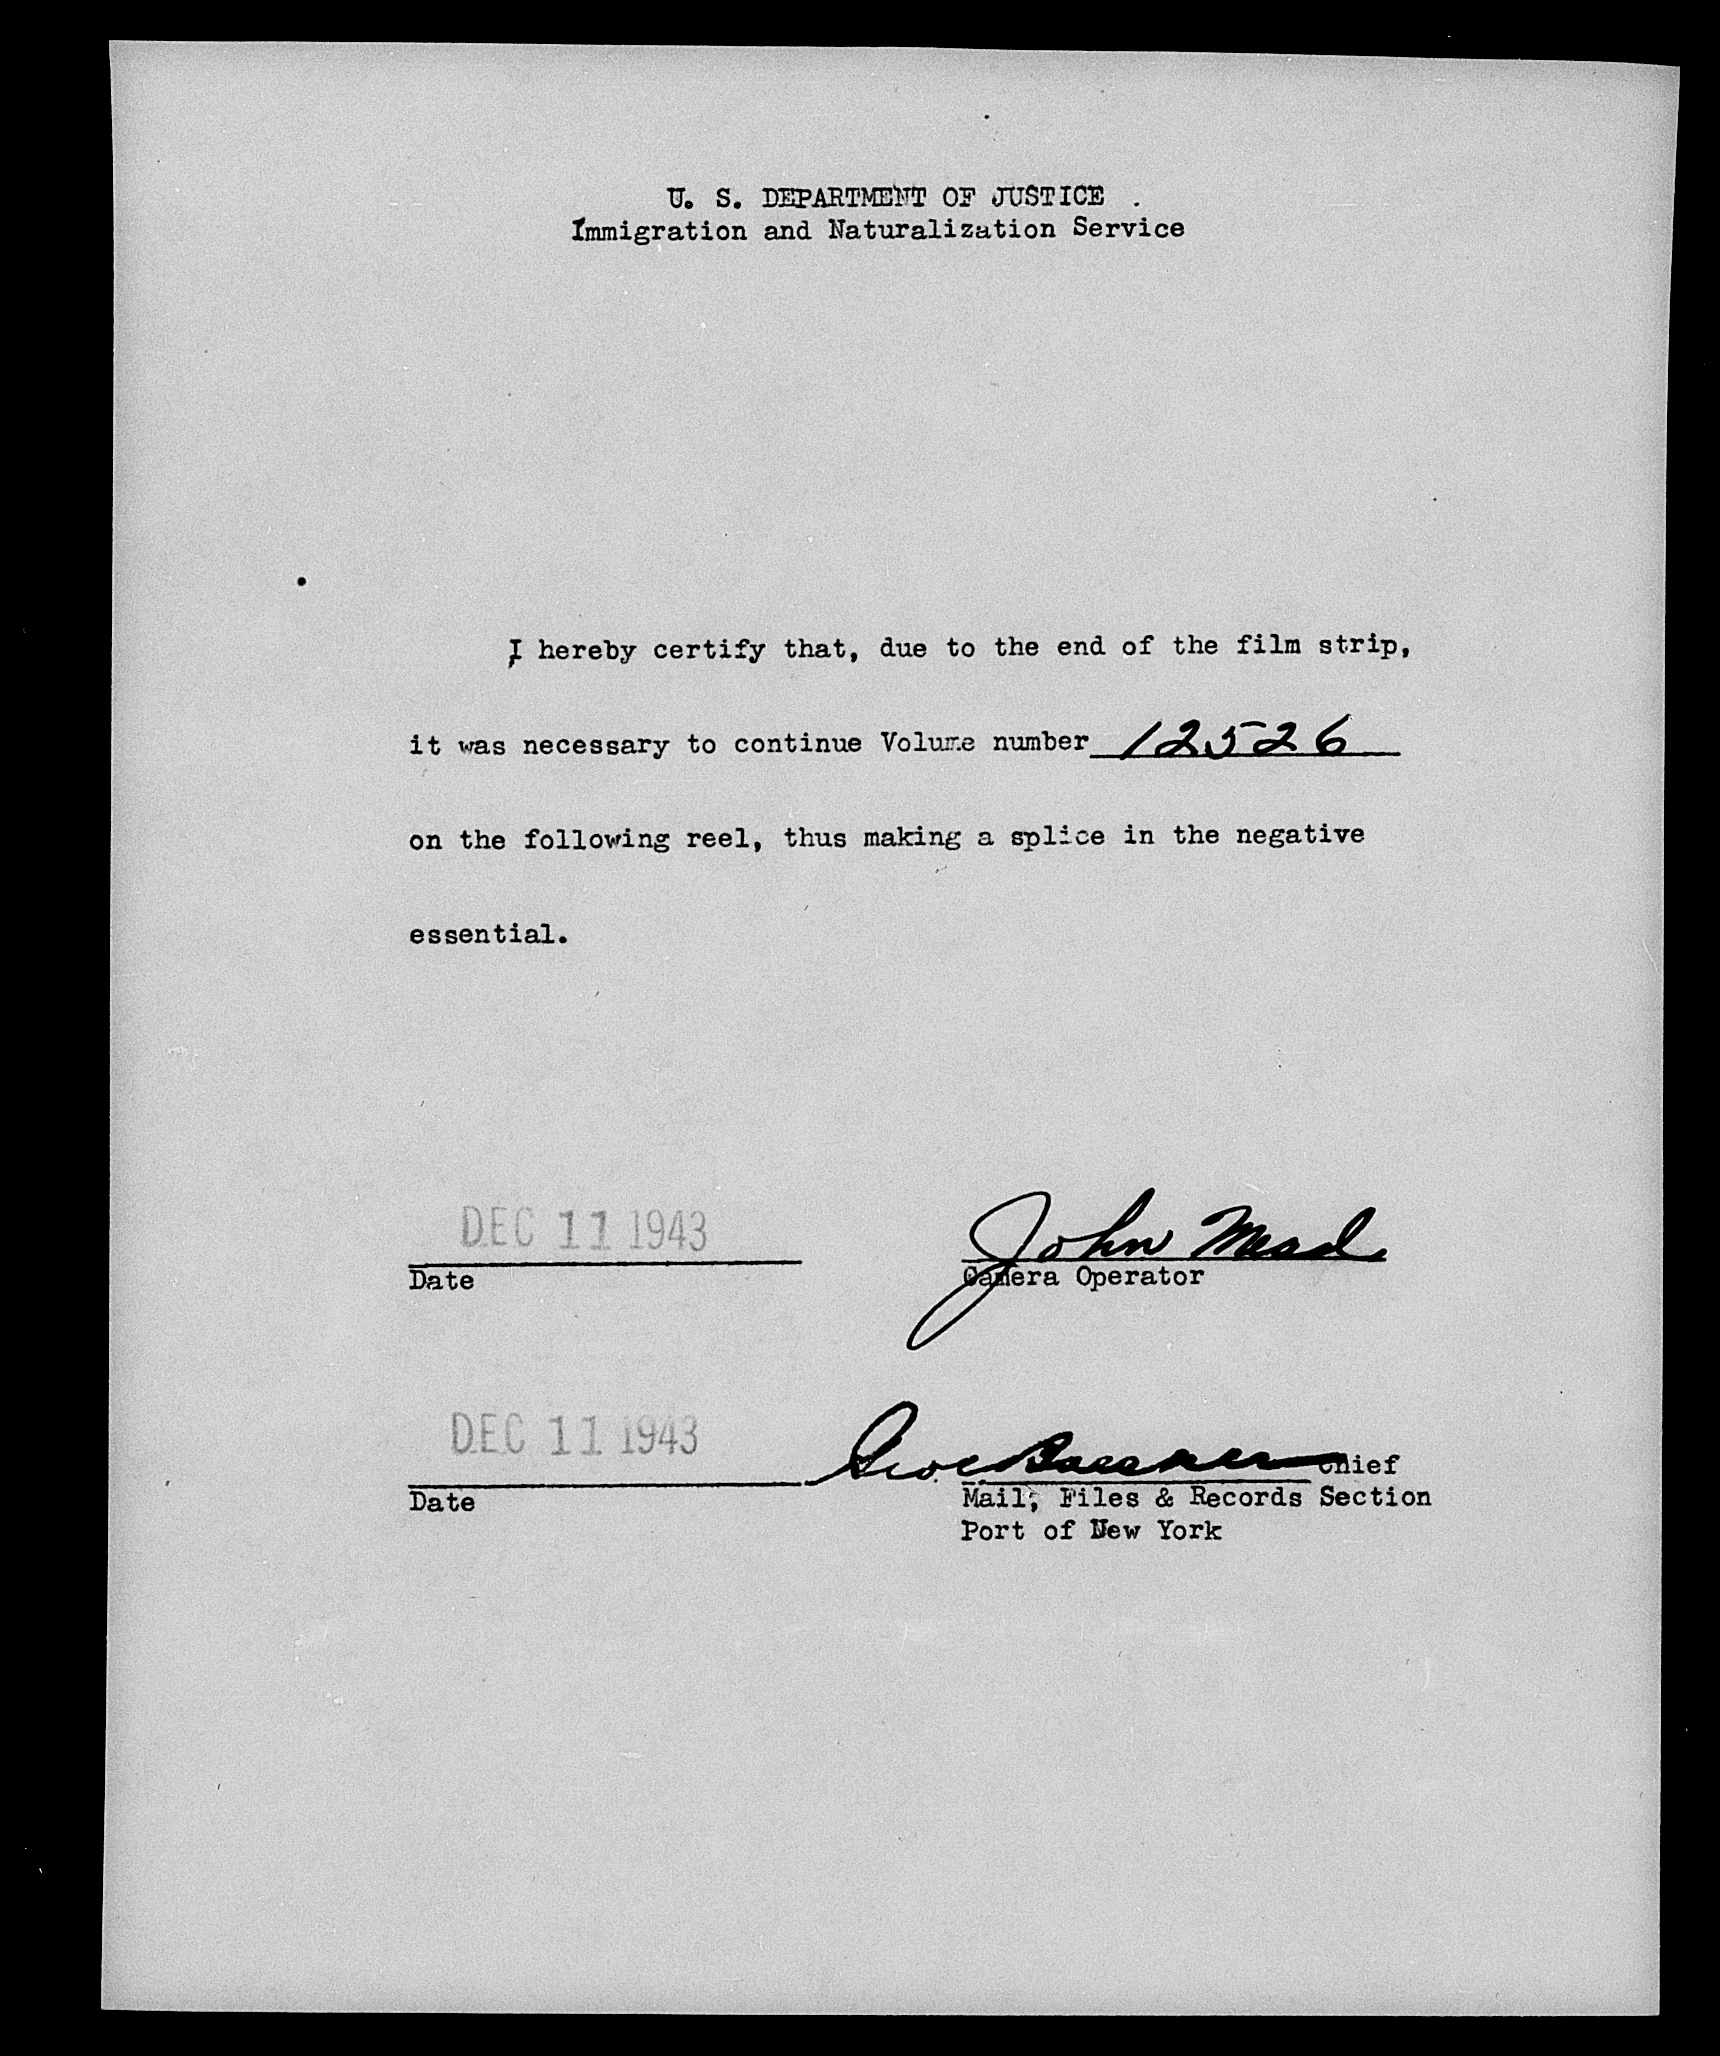 U. S. DEPARTMENT OF JUSTICE
Immigration and Naturalization Service
I hereby certify that, due to the end of the film strip,
it was necessary to continue Volume number 12526
on the following reel, thus making a splice in the negative
essential.
DEC 11 1943 John Mead
Date Camera Operator
DEC 11 1943 Chief
Date Mail, Files & Records Section
Port of New York